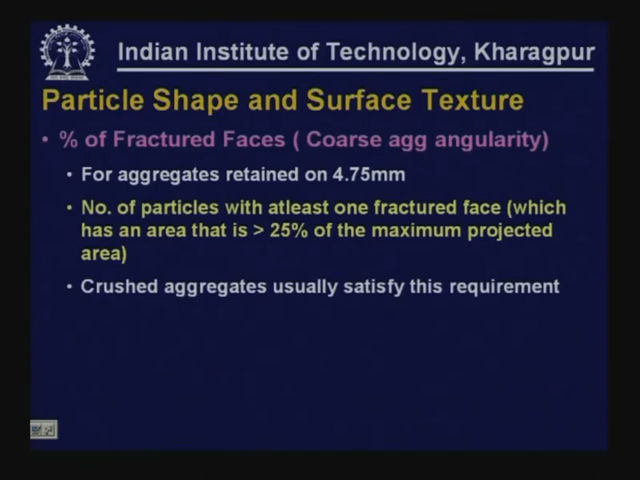 Indian Institute of Technology, Kharagpur
Particle Shape and Surface Texture
• % of Fractured Faces ( Coarse agg angularity)
• For aggregates retained on 4.75mm
• No. of particles with atleast one fractured face (which
has an area that is > 25% of the maximum projected
area)
• Crushed aggregates usually satisfy this requirement